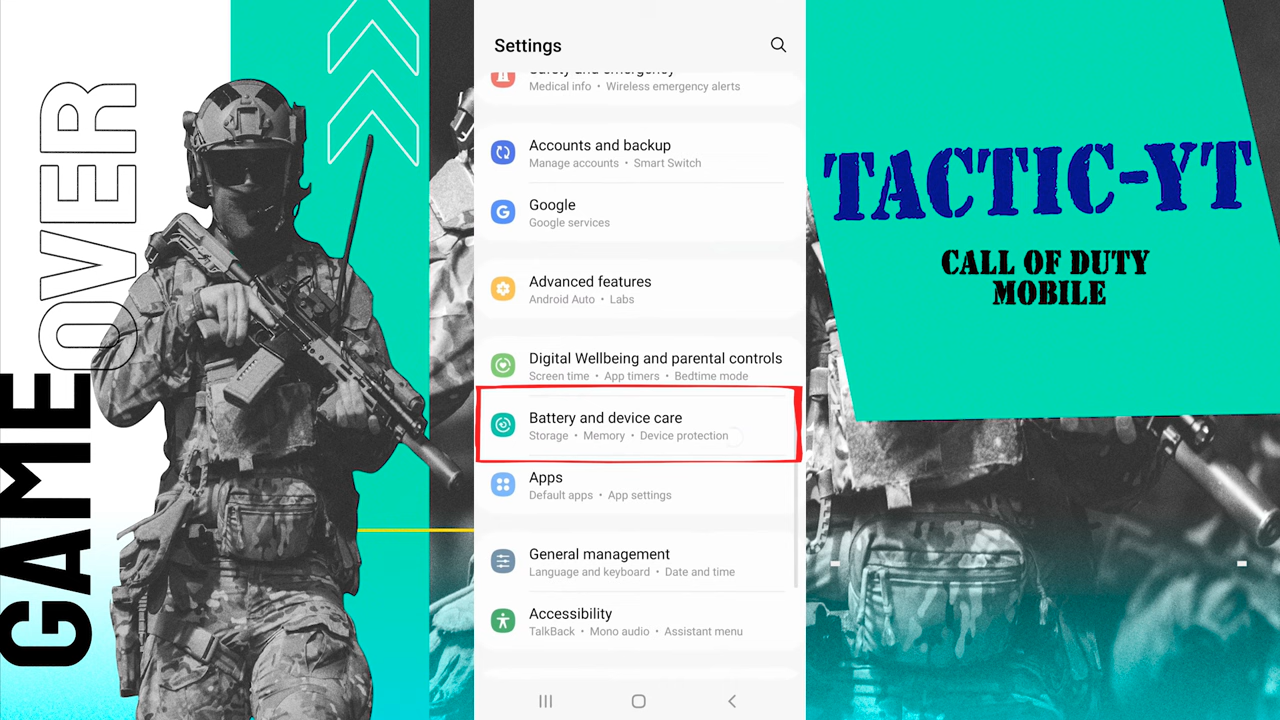 GAME OVER
Settings
Safety and emergency
Medical info • Wireless emergency alerts
Accounts and backup
Manage accounts • Smart Switch
Google
Google services
Advanced features
Android Auto • Labs
Digital Wellbeing and parental controls
Screen time • App timers • Bedtime mode
Battery and device care
Storage • Memory • Device protection
Apps
Default apps • App settings
General management
Language and keyboard • Date and time
Accessibility
TalkBack • Mono audio • Assistant menu
TACTIC-YT
CALL OF DUTY
MOBILE